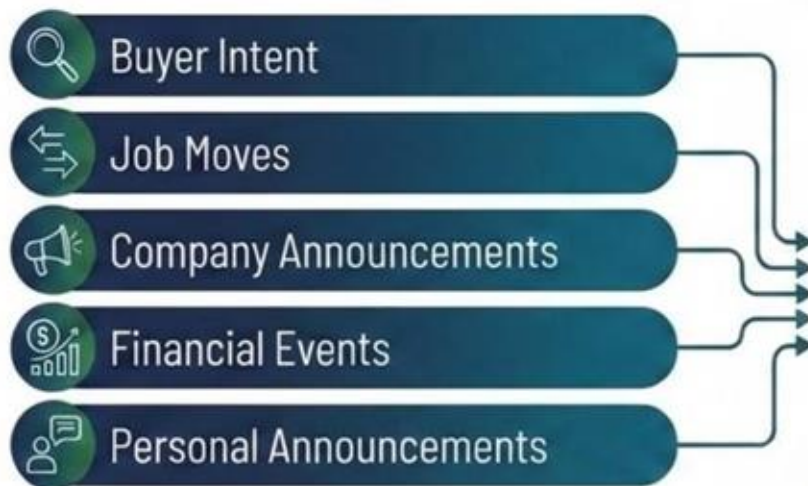 Buyer Intent
Job Moves
Company Announcements
Financial Events
Personal Announcements